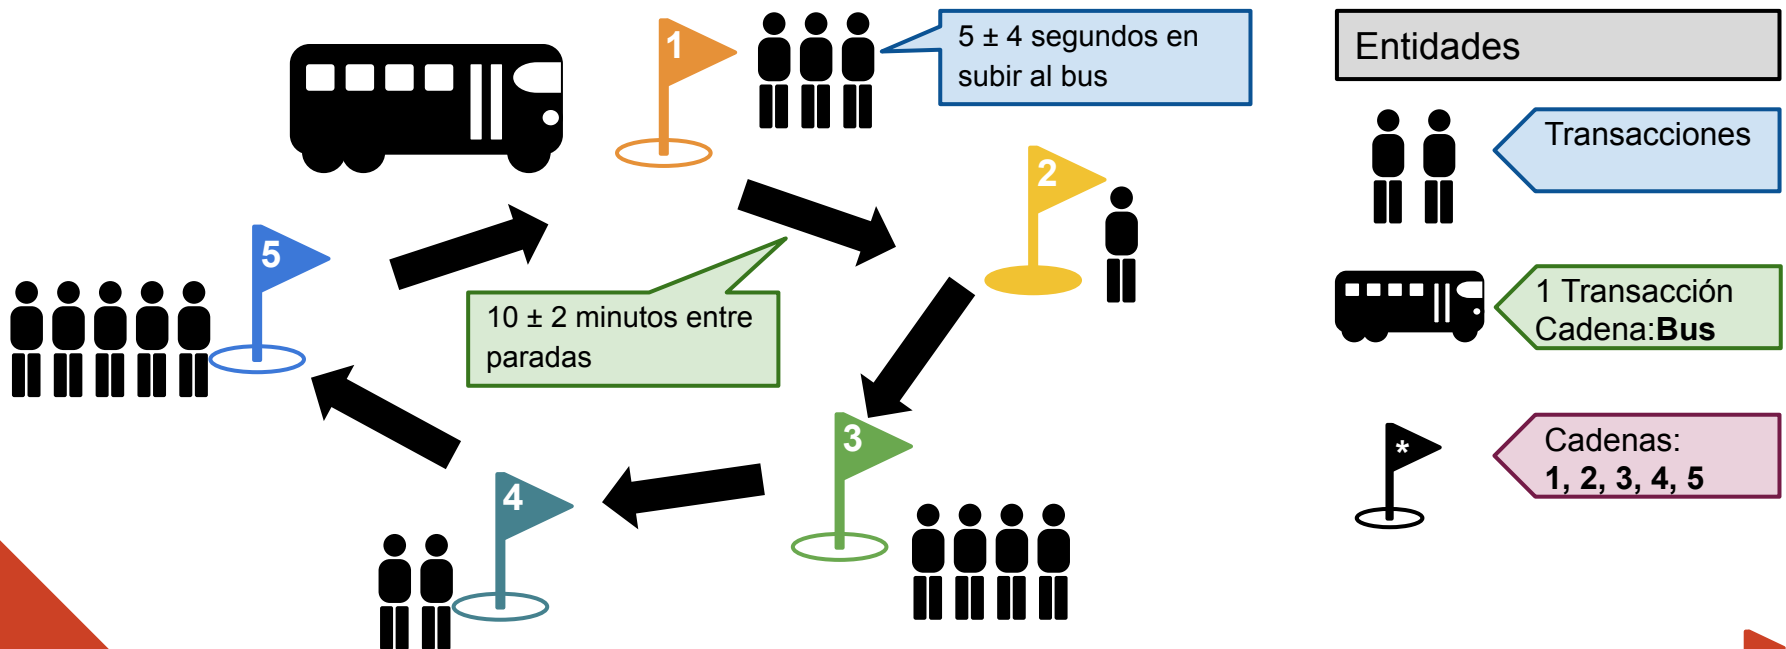 1
5 ± 4 segundos en
subir al bus
2
5
10 ± 2 minutos entre
paradas
3
4
Entidades
Transacciones
1 Transacción
Cadena:Bus
*
Cadenas:
1, 2, 3, 4, 5